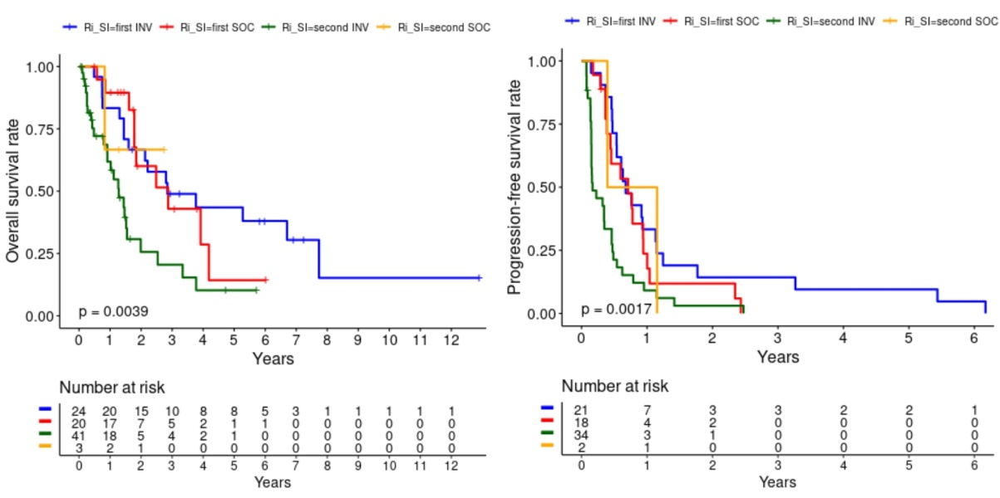 Ri_SI=first INV Ri_SI=first SOC Ri_SI=second INV Ri_SI=second SOC
Overall survival rate
1.00
0.75
0.50
0.25
0.00
p = 0.0039
0 1 2 3 4 5 6 7 8 9 10 11 12
Years
Number at risk
24 20 15 10 8 8 5 3 1 1 1 1 1
20 17 7 5 2 1 1 0 0 0 0 0 0
41 18 5 4 2 1 0 0 0 0 0 0 0
3 2 1 0 0 0 0 0 0 0 0 0 0
0 1 2 3 4 5 6 7 8 9 10 11 12
Years
Ri_SI=first INV Ri_SI=first SOC Ri_SI=second INV Ri_SI=second SOC
Progression-free survival rate
1.00
0.75
0.50
0.25
0.00
p = 0.0017
0 1 2 3 4 5 6
Years
Number at risk
21 7 3 3 2 2 1
18 4 2 0 0 0 0
34 3 1 0 0 0 0
2 1 0 0 0 0 0
0 1 2 3 4 5 6
Years